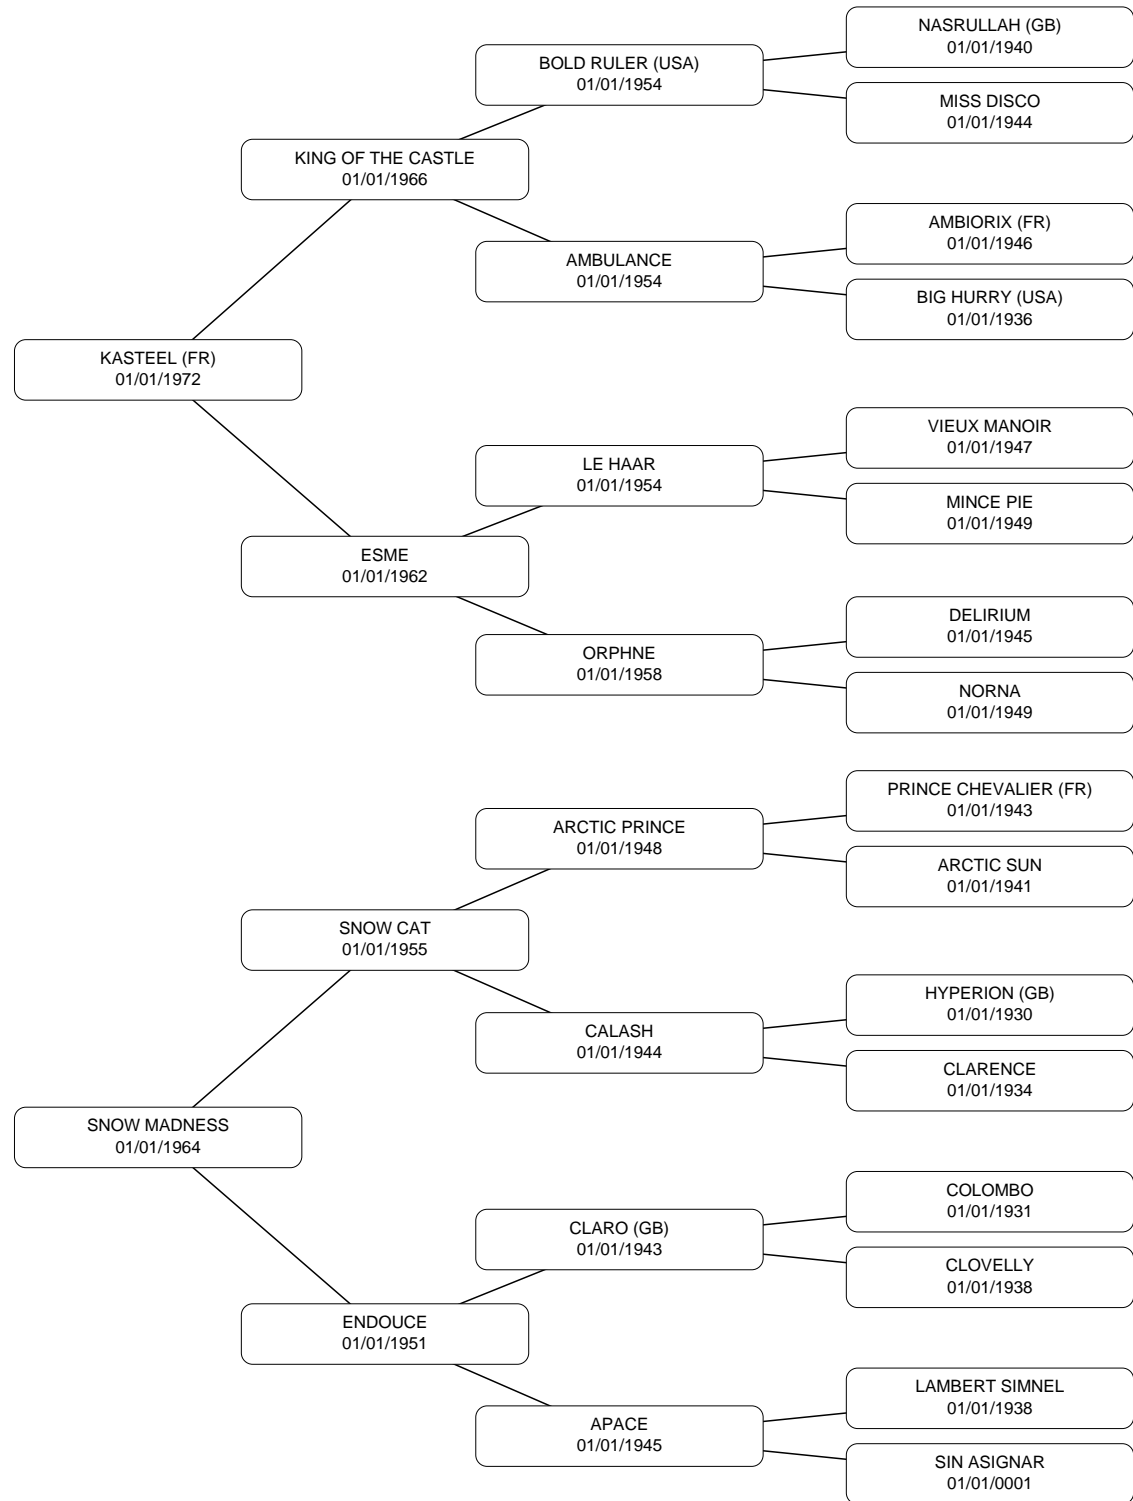 NASRULLAH (GB)
01/01/1940
BOLD RULER (USA)
01/01/1954
MISS DISCO
01/01/1944
KING OF THE CASTLE
01/01/1966
AMBIORIX (FR)
01/01/1946
AMBULANCE
01/01/1954
BIG HURRY (USA)
01/01/1936
KASTEEL (FR)
01/01/1972
VIEUX MANOIR
01/01/1947
LE HAAR
01/01/1954
MINCE PIE
01/01/1949
ESME
01/01/1962
DELIRIUM
01/01/1945
ORPHNE
01/01/1958
NORNA
01/01/1949
PRINCE CHEVALIER (FR)
01/01/1943
ARCTIC PRINCE
01/01/1948
ARCTIC SUN
01/01/1941
SNOW CAT
01/01/1955
HYPERION (GB)
01/01/1930
CALASH
01/01/1944
CLARENCE
01/01/1934
SNOW MADNESS
01/01/1964
COLOMBO
01/01/1931
CLARO (GB)
01/01/1943
CLOVELLY
01/01/1938
ENDOUCE
01/01/1951
LAMBERT SIMNEL
01/01/1938
APACE
01/01/1945
SIN ASIGNAR
01/01/0001